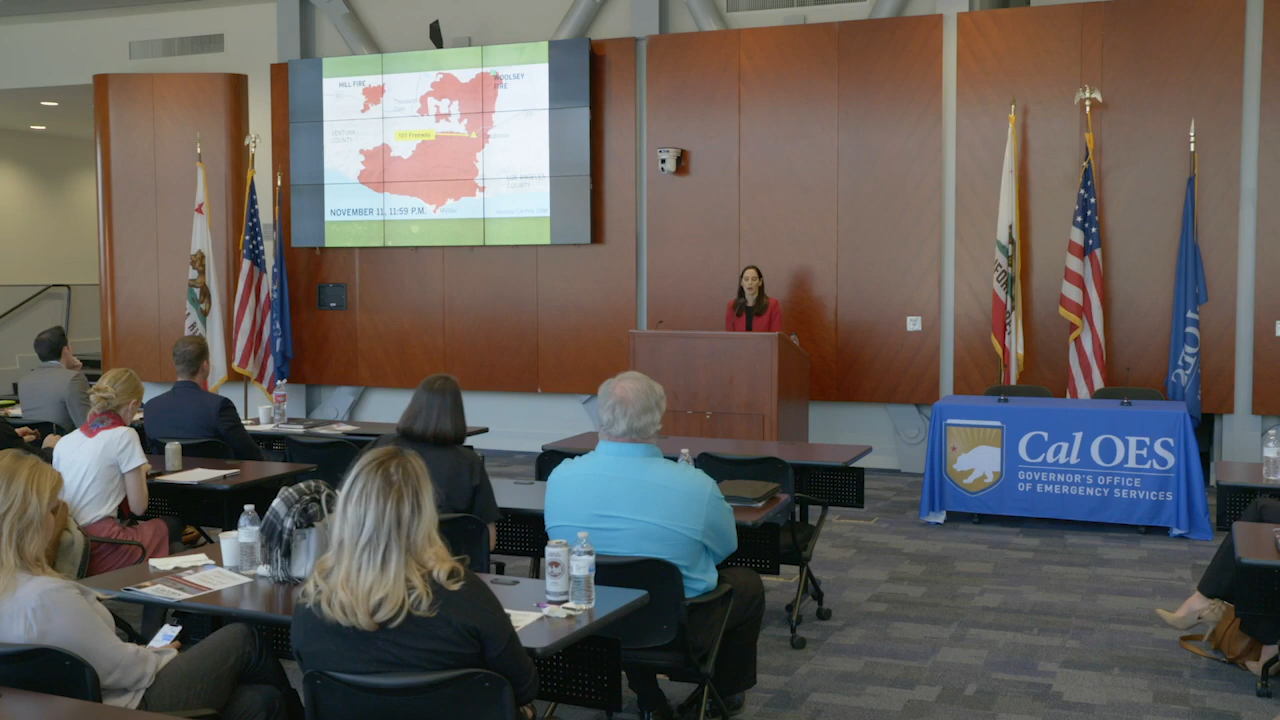 HILL FIRE
WOOLSEY
FIRE
VENTURA
COUNTY
101 Freeway
LOS ANGELES
COUNTY
NOVEMBER 11, 11:59 P.M.
Cal OES
GOVERNOR'S OFFICE
OF EMERGENCY SERVICES
OES